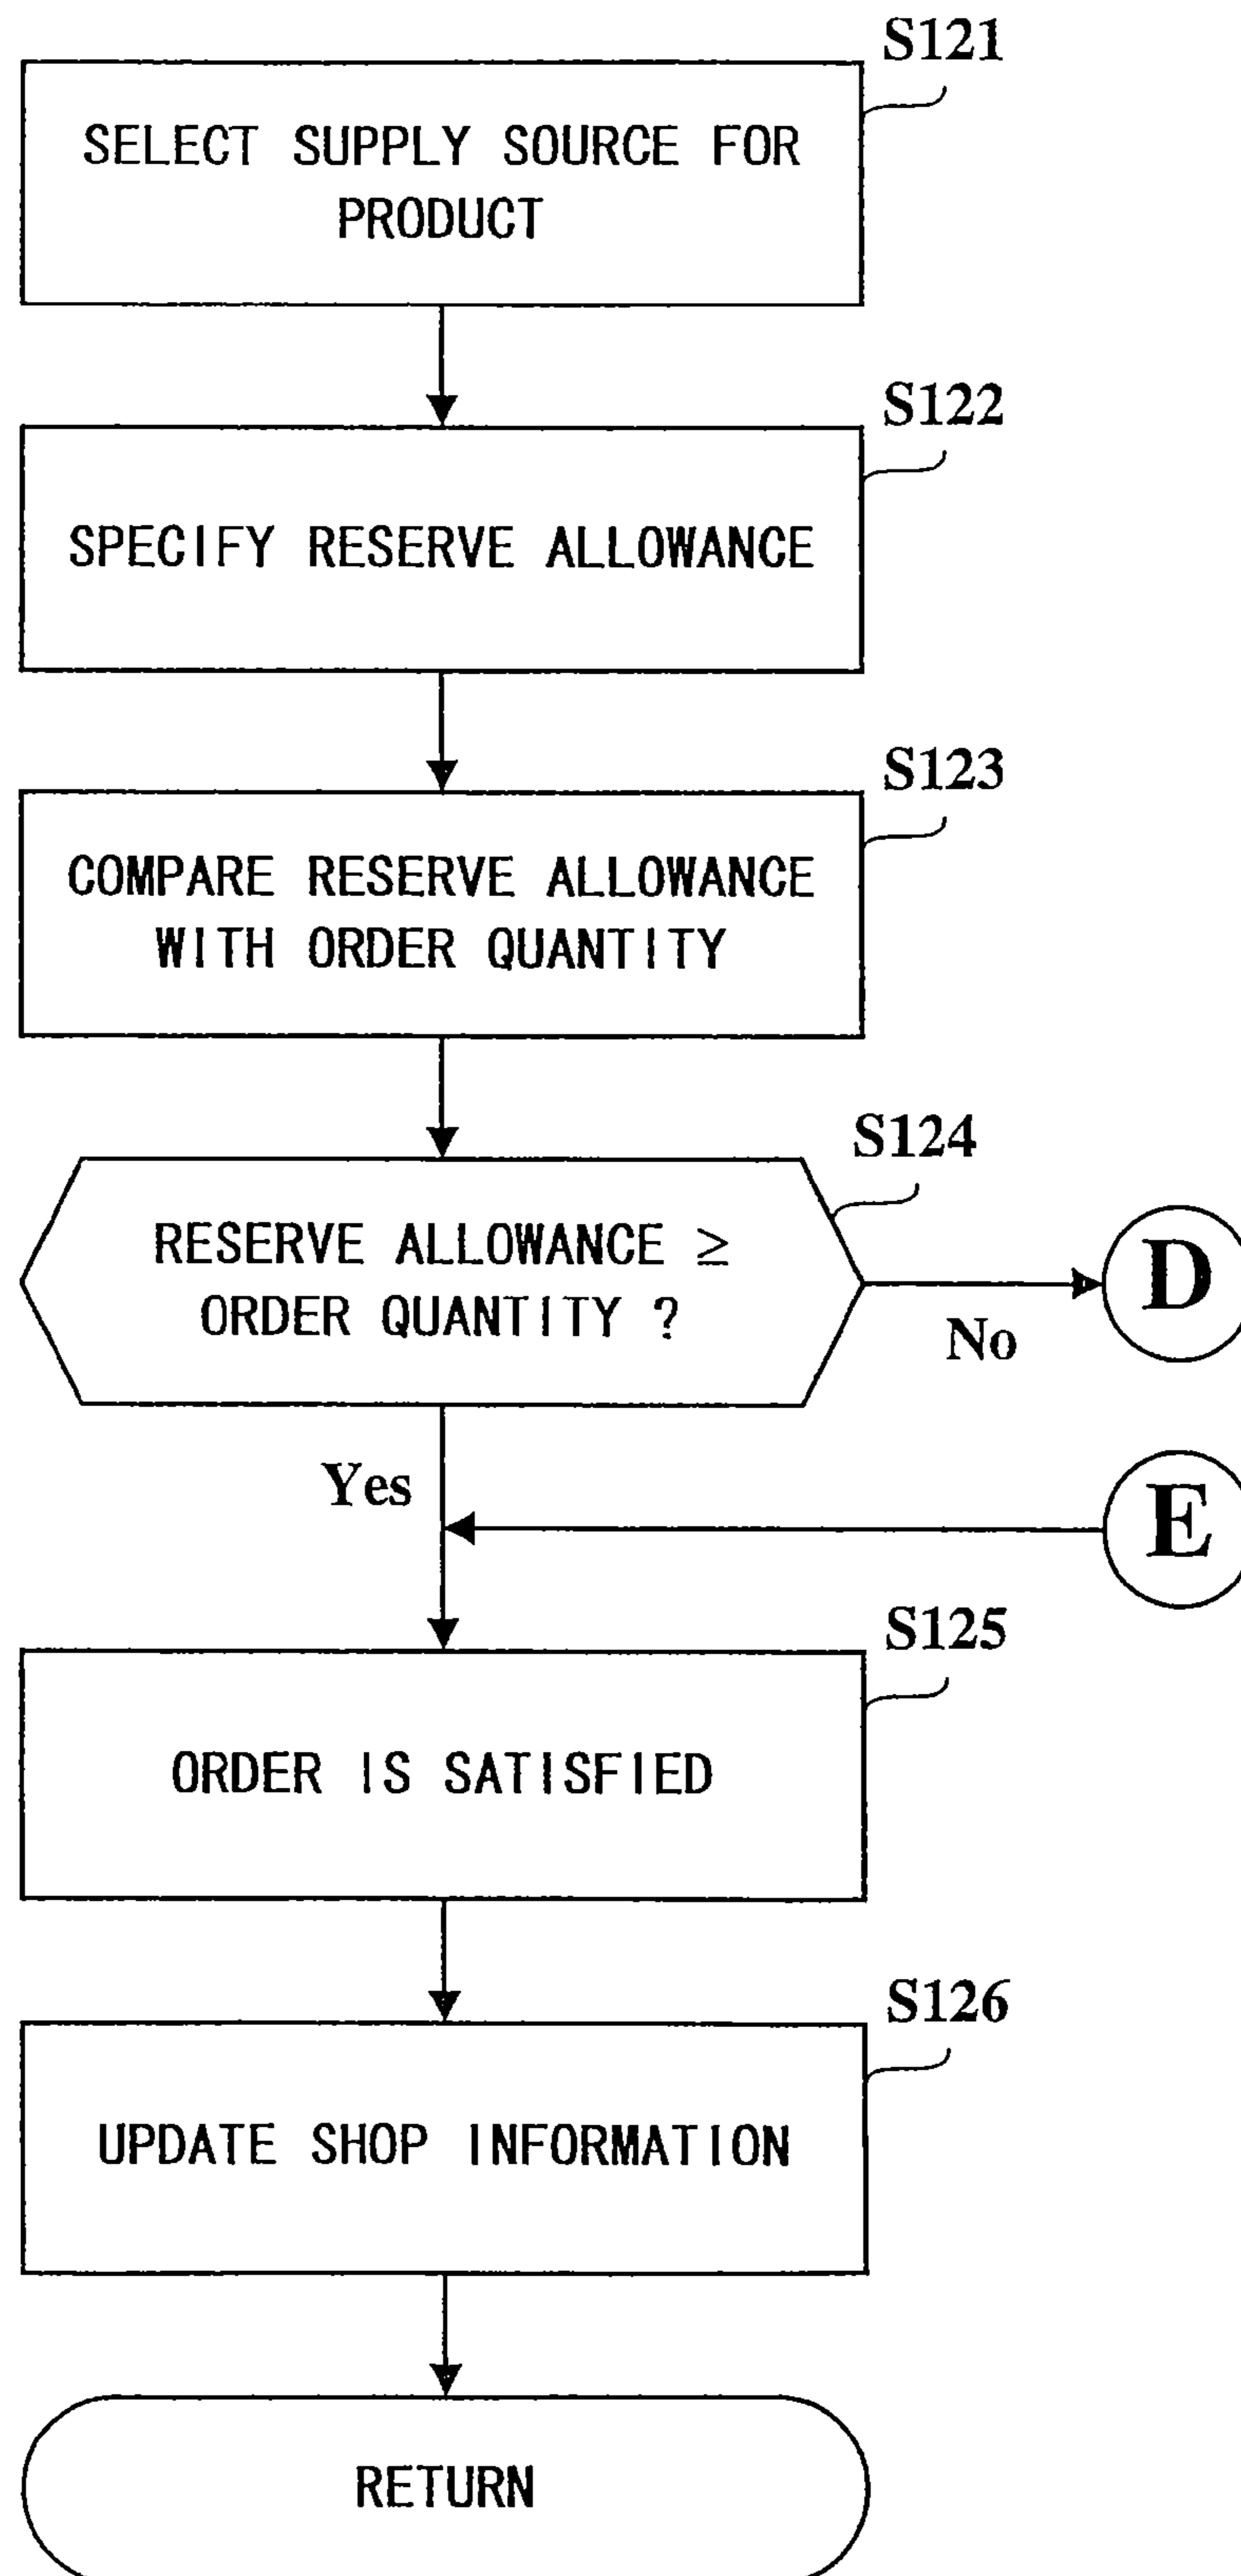 S121
SELECT SUPPLY SOURCE FOR
PRODUCT
S122
SPECIFY RESERVE ALLOWANCE
S123
COMPARE RESERVE ALLOWANCE
WITH ORDER QUANTITY
S124
RESERVE ALLOWANCE ≥
ORDER QUANTITY ?
D
No
Yes
E
S125
ORDER IS SATISFIED
S126
UPDATE SHOP INFORMATION
RETURN